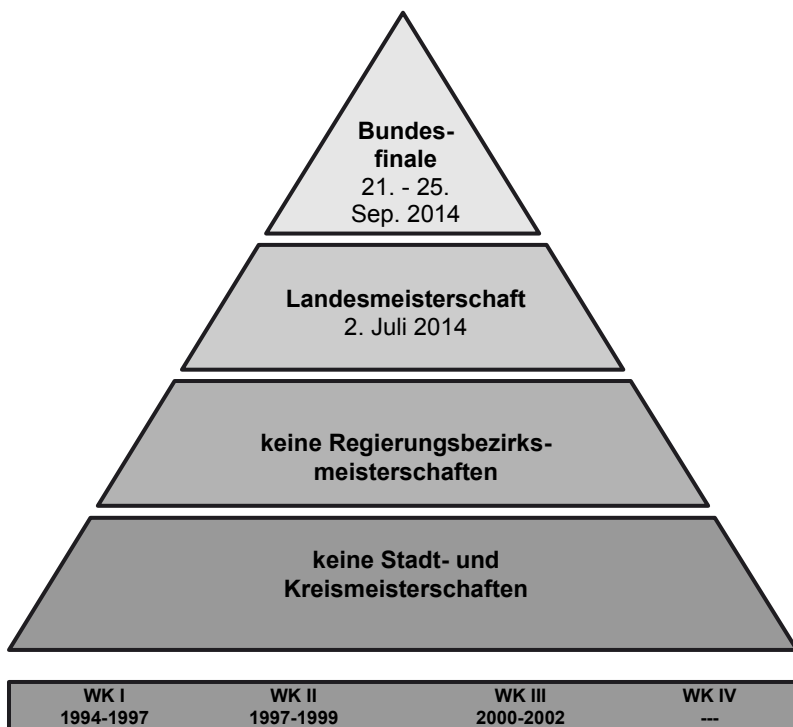 Bundes-
finale
21. - 25.
Sep. 2014
Landesmeisterschaft
2. Juli 2014
keine Regierungsbezirks-
meisterschaften
keine Stadt- und
Kreismeisterschaften
WK I WK II WK III WK IV
1994-1997 1997-1999 2000-2002 ---